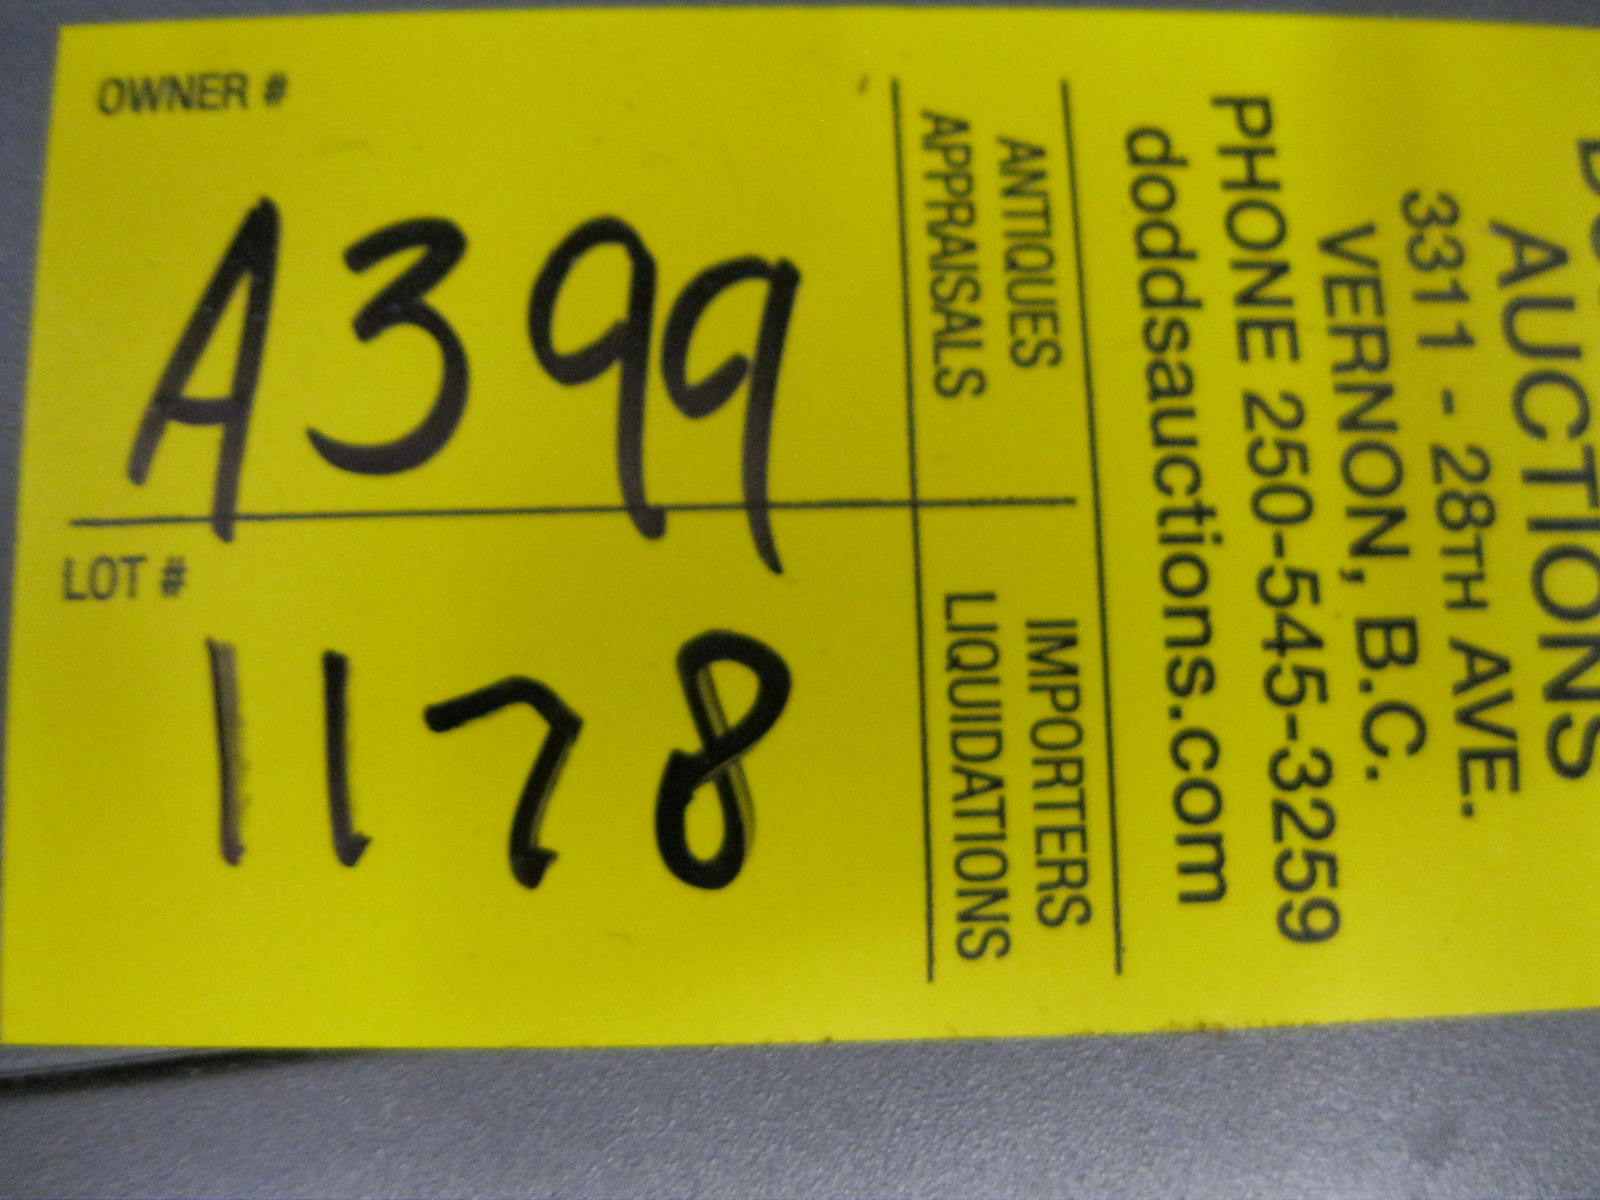 OWNER #
A399
LOT #
1178
AUCTIONS
3311 - 28TH AVE.
VERNON, B.C.
PHONE 250-545-3259
doddsauctions.com
ANTIQUES
APPRAISALS
IMPORTERS
LIQUIDATIONS